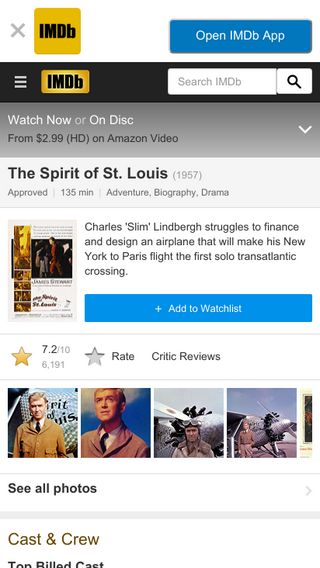 IMDb
Open IMDb App
IMDb
Search IMDb
Watch Now or On Disc
From $2.99 (HD) on Amazon Video
The Spirit of St. Louis (1957)
Approved | 135 min | Adventure, Biography, Drama
JAMES STEWART
the Spirit of
St. Louis
Charles 'Slim' Lindbergh struggles to finance
and design an airplane that will make his New
York to Paris flight the first solo transatlantic
crossing.
+ Add to Watchlist
7.2/10
6,191
Rate
Critic Reviews
See all photos
Cast & Crew
Top Billed Cast